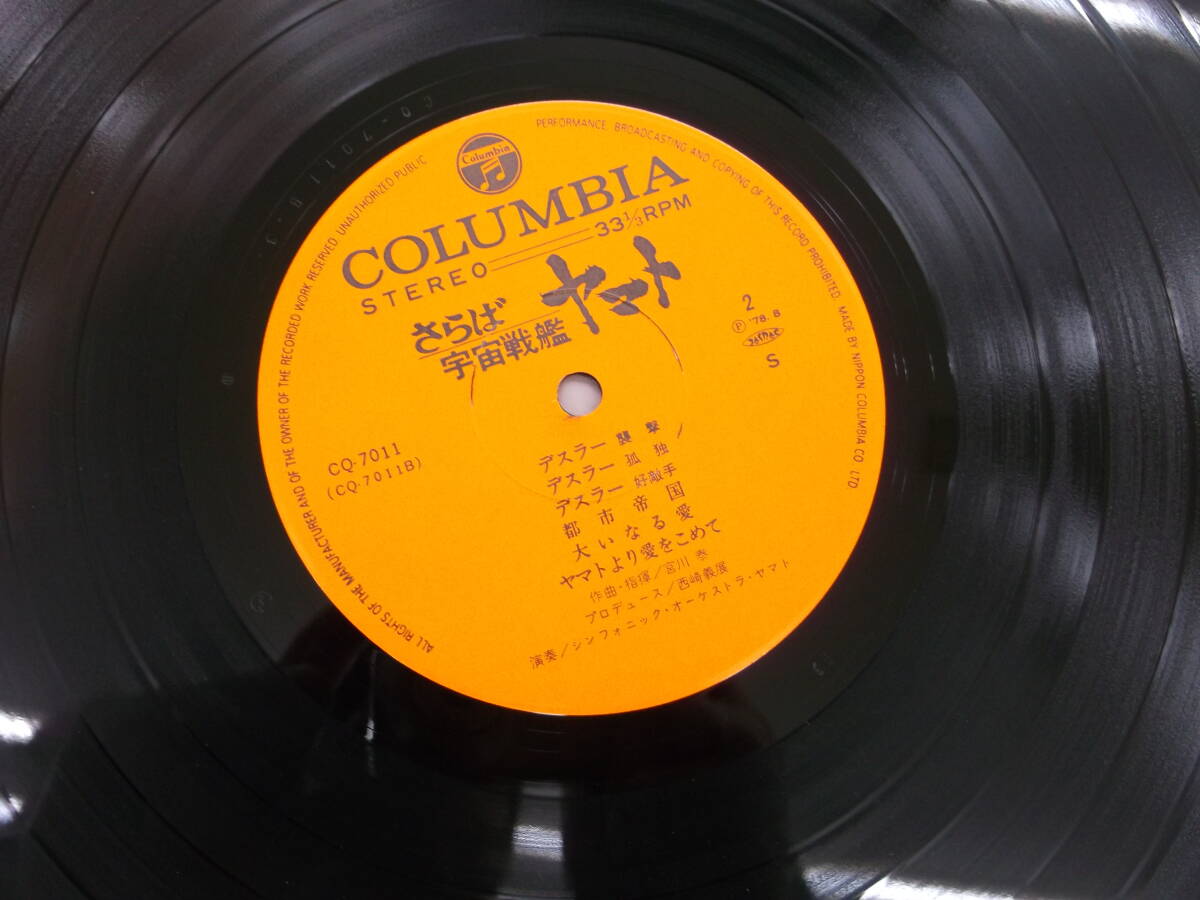 Columbia
COLUMBIA
STEREO 33 1/3 RPM
さらば
宇宙戦艦
ヤマト
2
Ⓟ '78. 8
JASRAC
S
CQ-7011
(CQ-7011B)
デスラー 襲撃
デスラー 孤独
デスラー 好敵手
都市帝国
大いなる愛
ヤマトより愛をこめて
作曲・指揮/宮川 泰
プロデュース/西崎義展
演奏/シンフォニック・オーケストラ・ヤマト
ALL RIGHTS OF THE MANUFACTURER AND OF THE OWNER OF THE RECORDED WORK RESERVED UNAUTHORIZED PUBLIC PERFORMANCE, BROADCASTING AND COPYING OF THIS RECORD PROHIBITED. MADE BY NIPPON COLUMBIA CO. LTD.